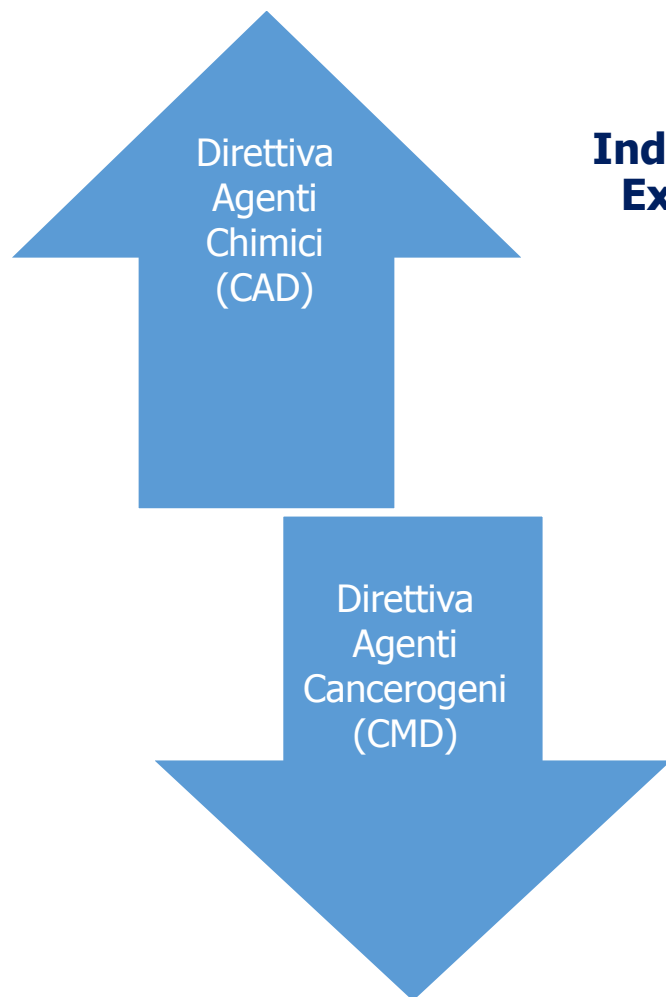 Direttiva
Agenti
Chimici
(CAD)
Ind
Ex
Direttiva
Agenti
Cancerogeni
(CMD)